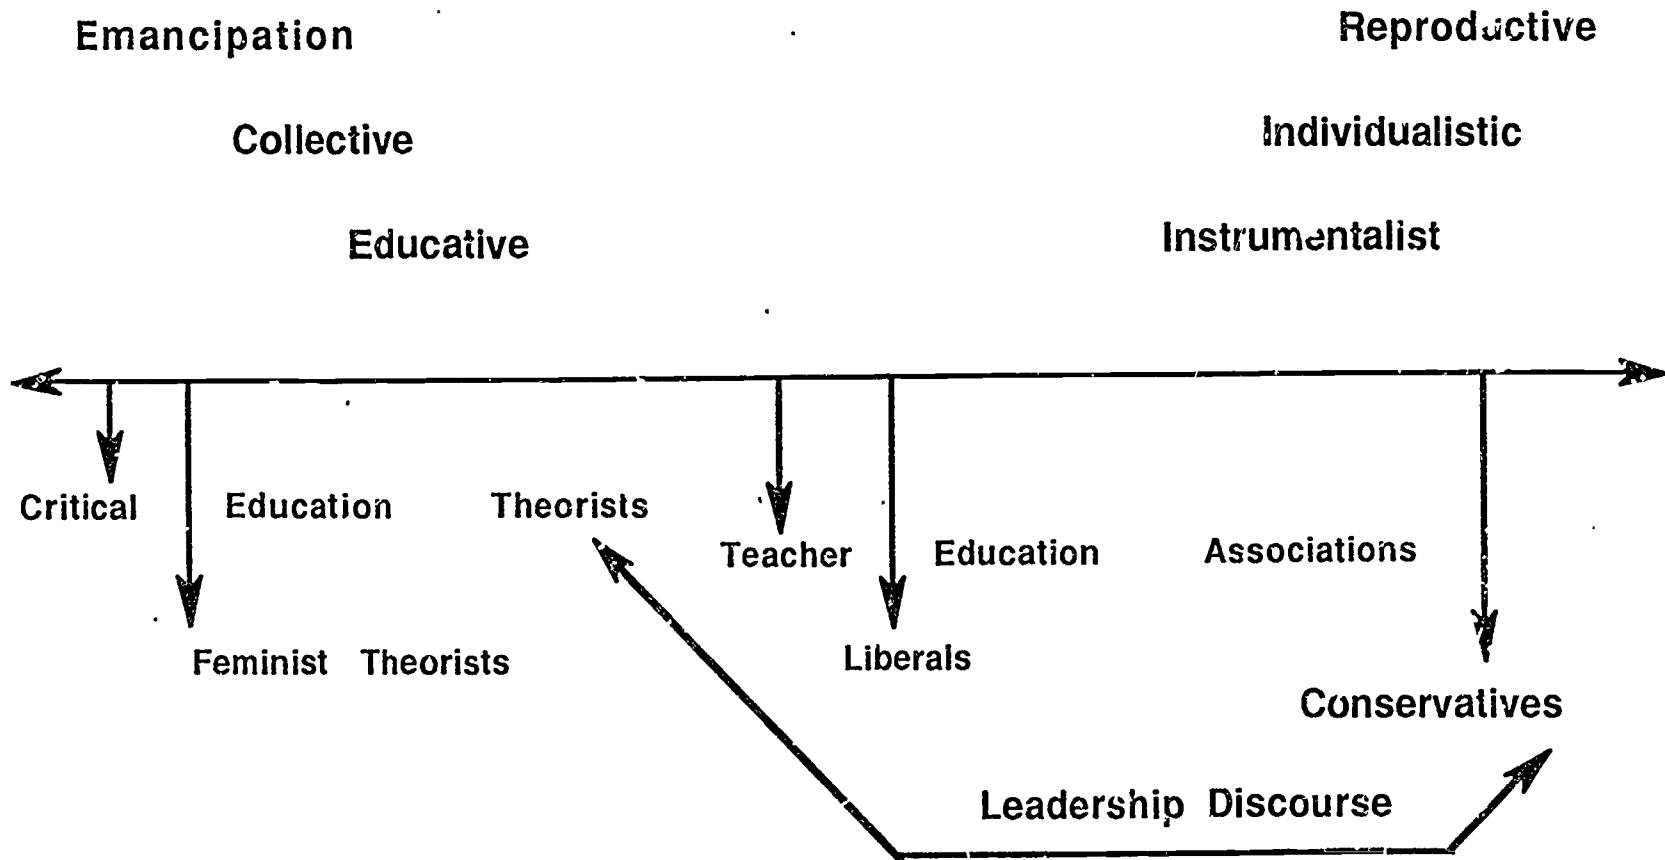 Emancipation Reproductive
Collective Individualistic
Educative Instrumentalist
Critical Education Theorists
Teacher Education Associations
Feminist Theorists Liberals
Conservatives
Leadership Discourse